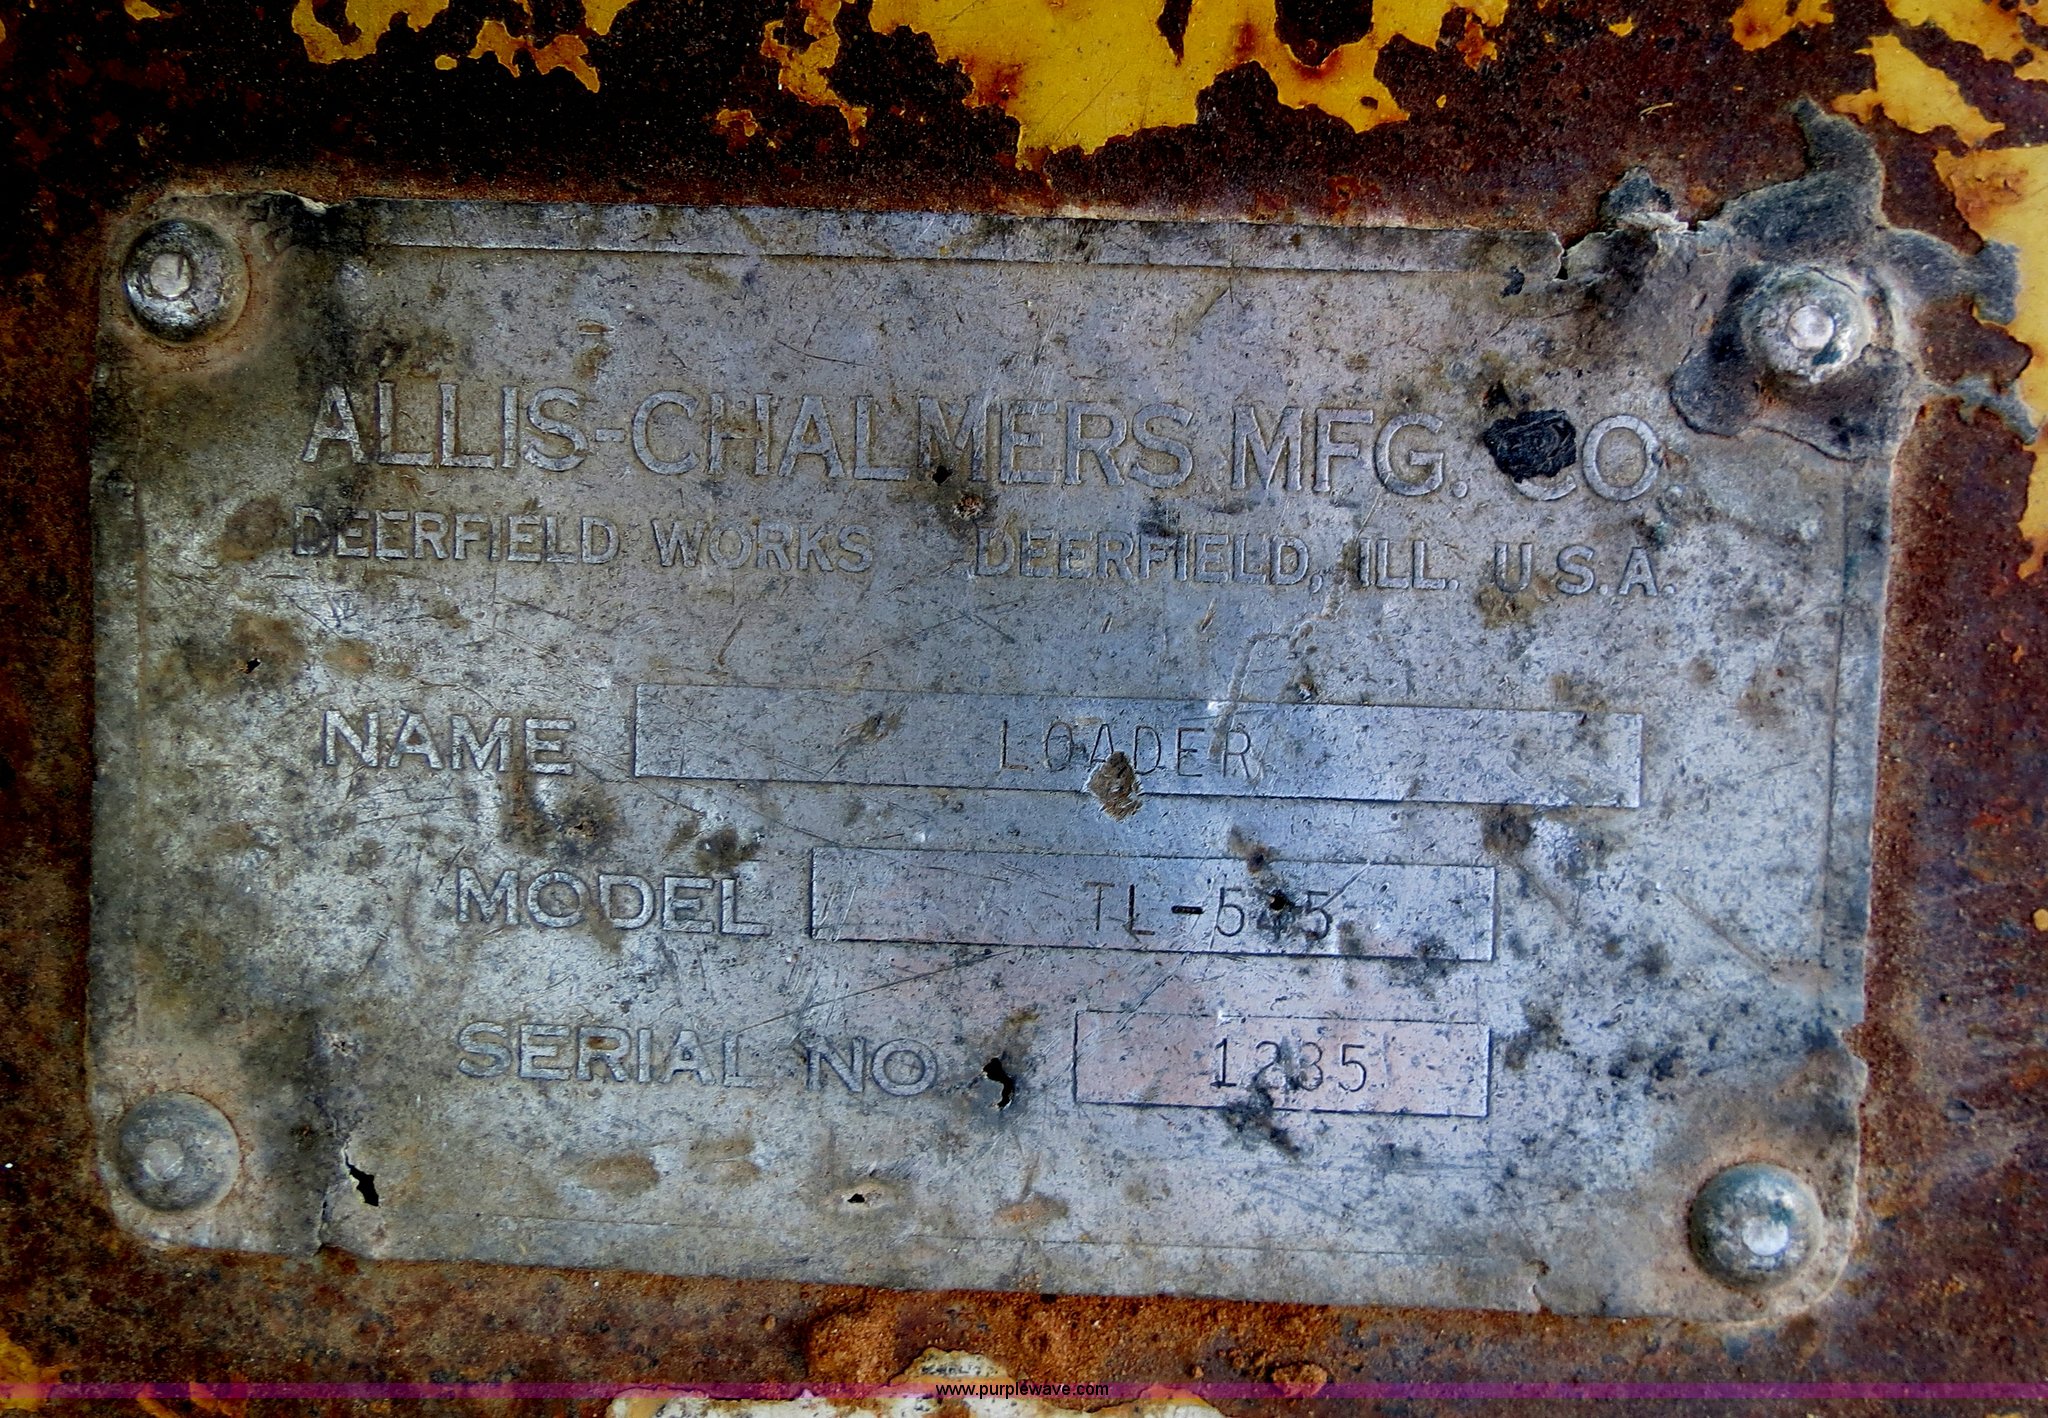 ALLIS-CHALMERS MFG. CO.
DEERFIELD WORKS DEERFIELD, ILL. U.S.A.
NAME LOADER
MODEL TL-545
SERIAL NO 1235
www.purplewave.com